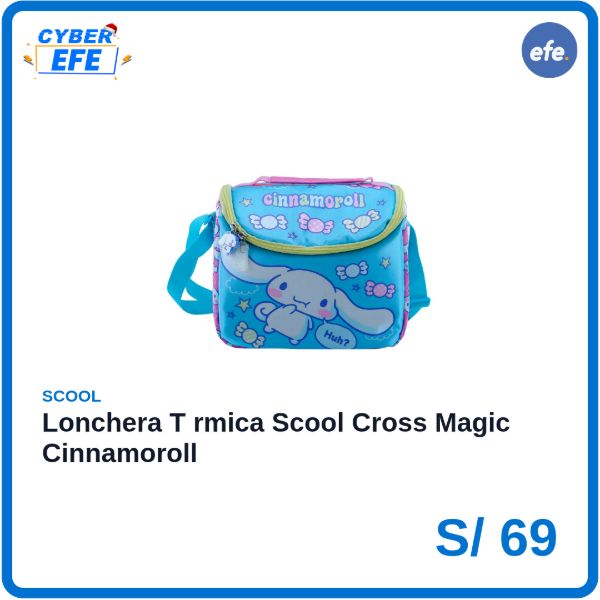 CYBER
EFE
efe.
cinnamoroll
Huh?
SCOOL
Lonchera T rmica Scool Cross Magic
Cinnamoroll
S/ 69